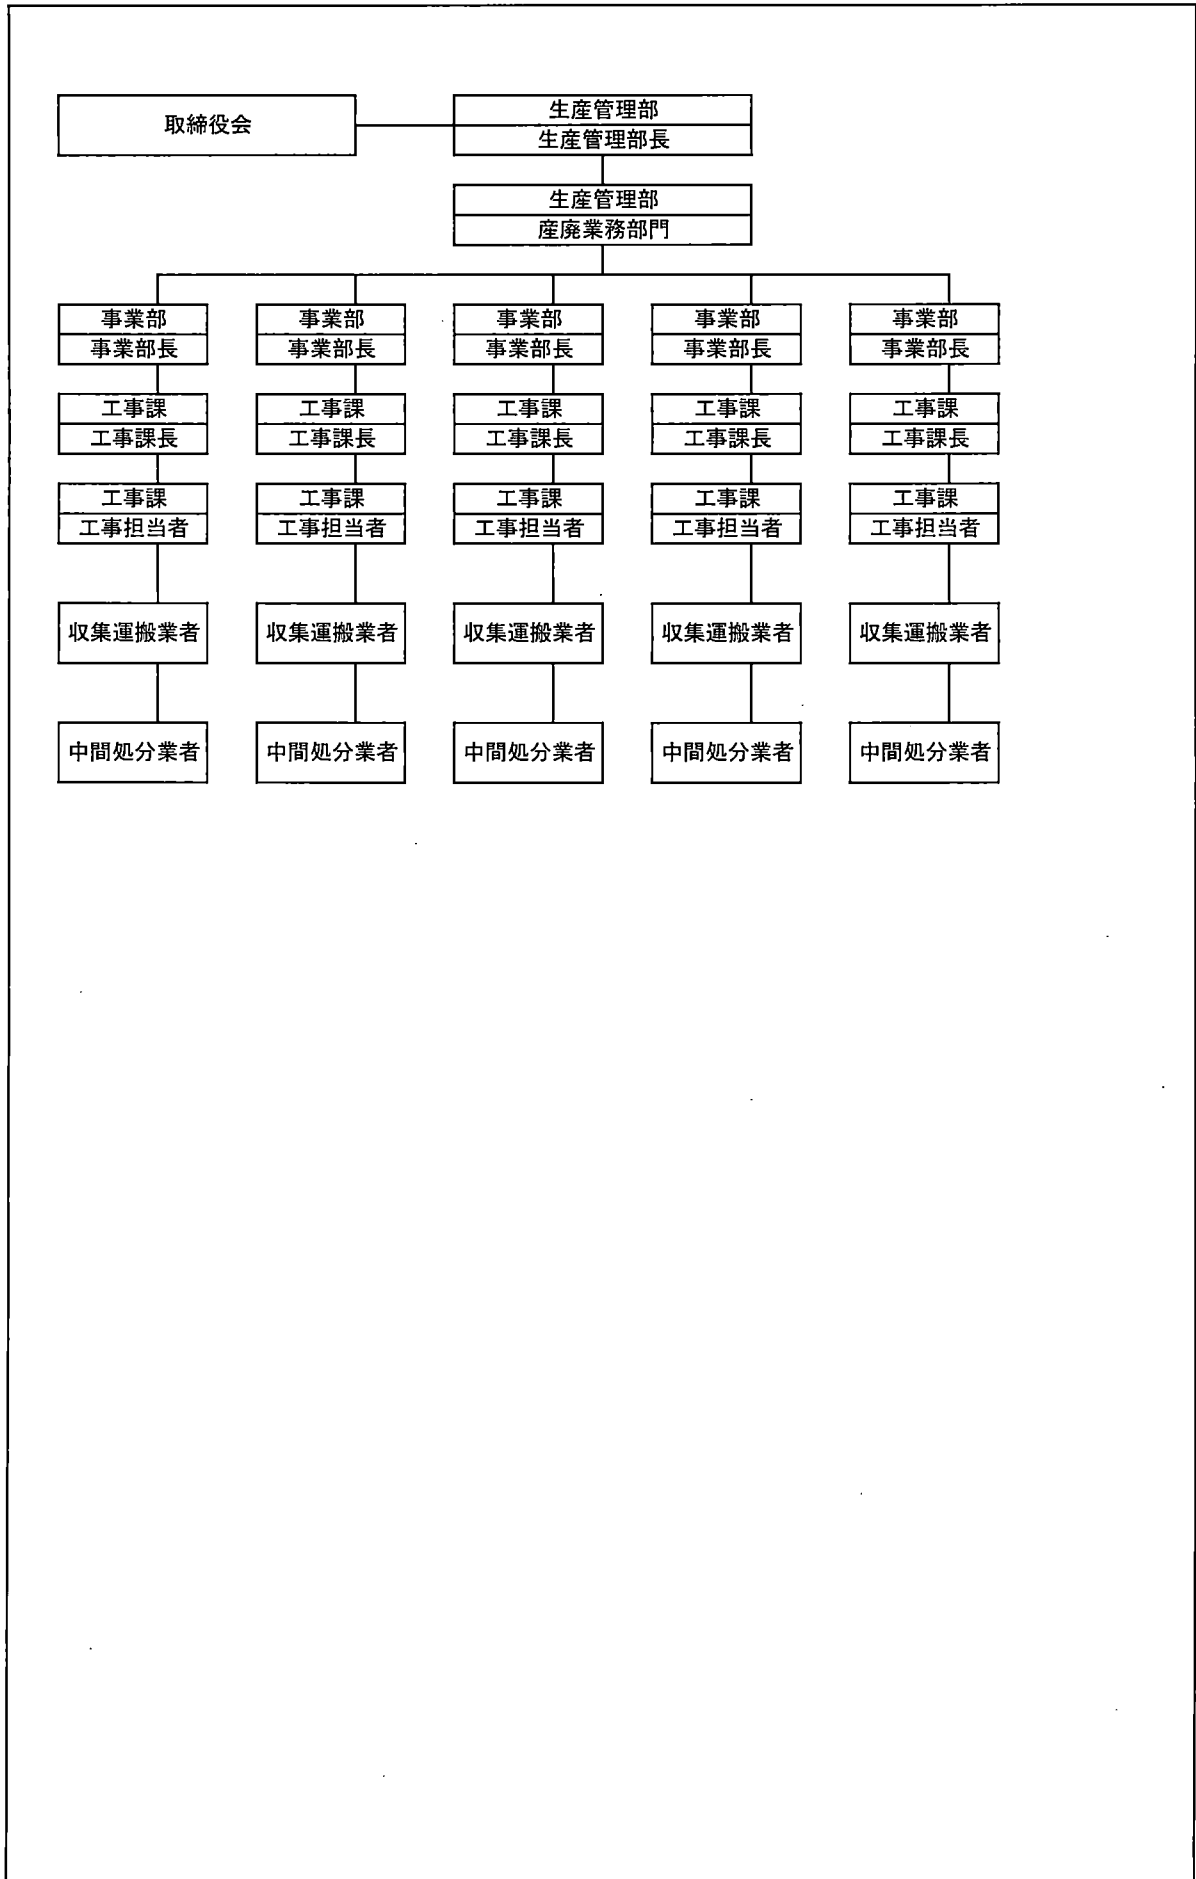 取締役会
生産管理部
生産管理部長
生産管理部
産廃業務部門
事業部 事業部 事業部 事業部 事業部
事業部長 事業部長 事業部長 事業部長 事業部長
工事課 工事課 工事課 工事課 工事課
工事課長 工事課長 工事課長 工事課長 工事課長
工事課 工事課 工事課 工事課 工事課
工事担当者 工事担当者 工事担当者 工事担当者 工事担当者
収集運搬業者 収集運搬業者 収集運搬業者 収集運搬業者 収集運搬業者
中間処分業者 中間処分業者 中間処分業者 中間処分業者 中間処分業者